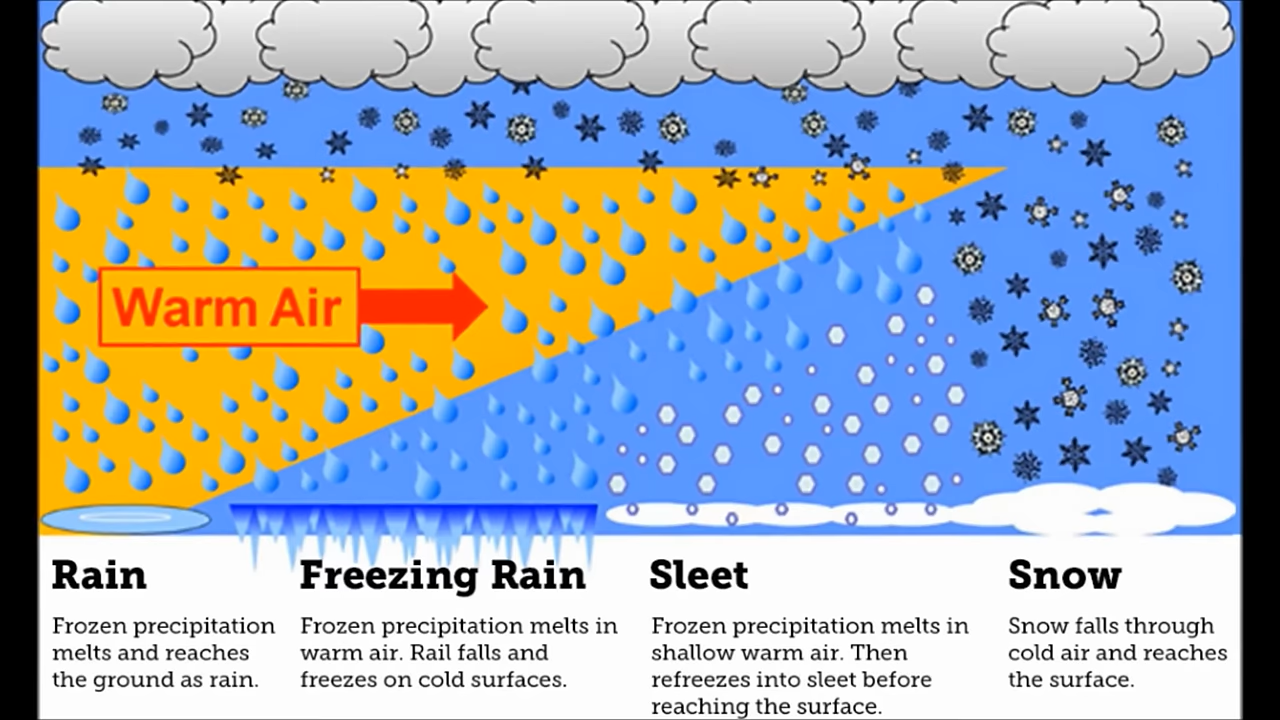 Warm Air
Rain
Frozen precipitation
melts and reaches
the ground as rain.
Freezing Rain
Frozen precipitation melts in
warm air. Rail falls and
freezes on cold surfaces.
Sleet
Frozen precipitation melts in
shallow warm air. Then
refreezes into sleet before
reaching the surface.
Snow
Snow falls through
cold air and reaches
the surface.